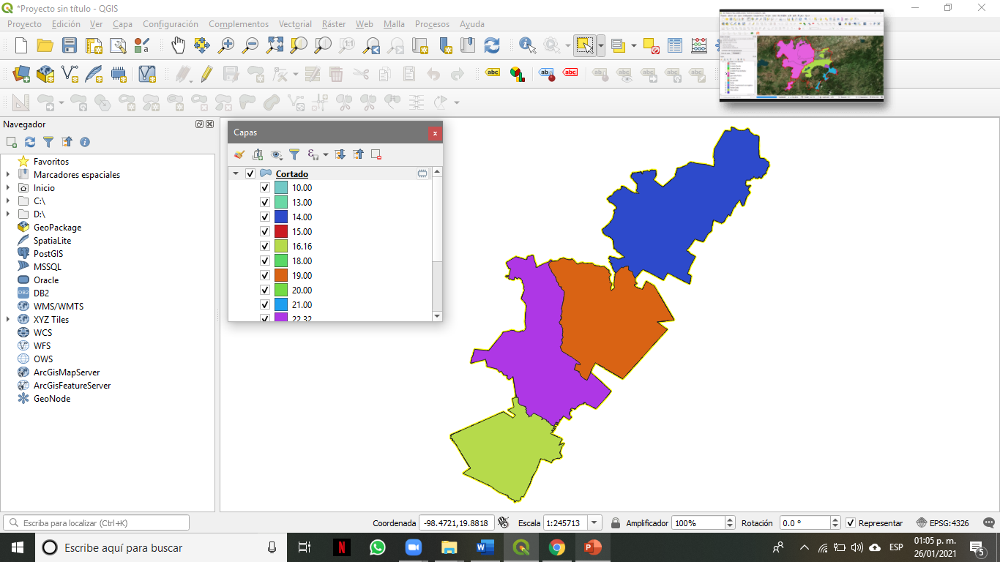 *Proyecto sin título - QGIS
Proyecto Edición Ver Capa Configuración Vectorial Ráster Web Malla Procesos Ayuda
abc abc abc
Navegador
Favoritos
Marcadores espaciales
Inicio
C:\
D:\
GeoPackage
SpatiaLite
PostGIS
MSSQL
Oracle
DB2
WMS/WMTS
XYZ Tiles
WCS
WFS
OWS
ArcGisMapServer
ArcGisFeatureServer
GeoNode
Capas
Cortado
10.00
13.00
14.00
15.00
16.16
18.00
19.00
20.00
21.00
22.32
Escriba para localizar (Ctrl+K) Coordenada -98.4721,19.8818 Escala 1:245713 Amplificador 100% Rotación 0.0 ° Representar EPSG:4326
Escribe aquí para buscar ESP 01:05 p. m.
26/01/2021 5